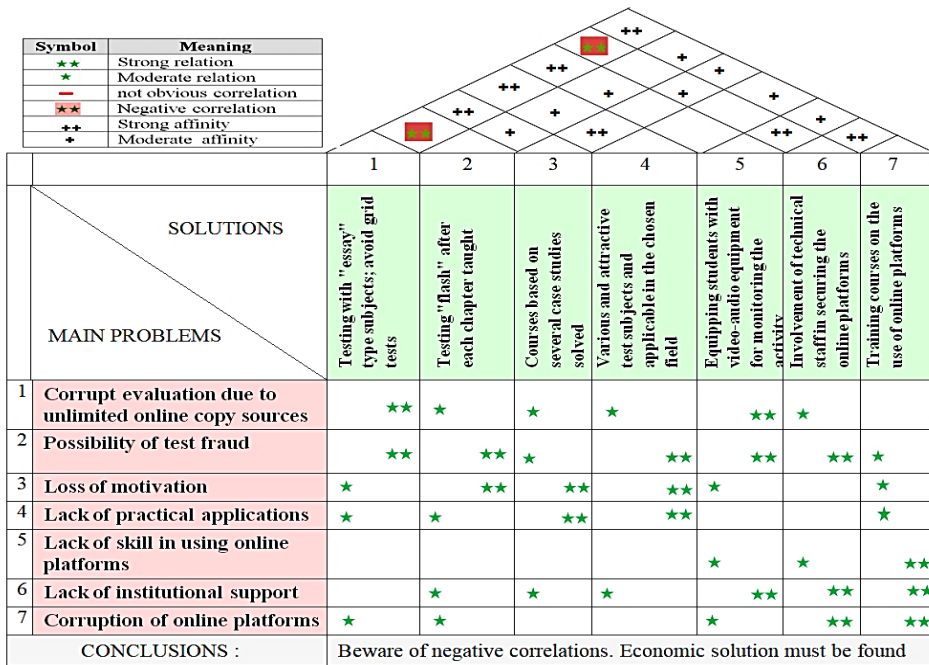 Symbol Meaning
★★ Strong relation
★ Moderate relation
— not obvious correlation
★★ Negative correlation
++ Strong affinity
+ Moderate affinity
++
★★ +
++ + +
++ + + +
++ + +
★★ + ++ ++ ++
1 2 3 4 5 6 7
SOLUTIONS
MAIN PROBLEMS
Testing with "essay"
type subjects; avoid grid
tests
Testing "flash" after
each chapter taught
Courses based on
several case studies
solved
Various and attractive
test subjects and
applicable in the chosen
field
Equipping students with
video-audio equipment
for monitoring the
activity
Involvement of technical
staffin securing the
online platforms
Training courses on the
use of online platforms
1 Corrupt evaluation due to
unlimited online copy sources ★★ ★ ★ ★ ★★ ★
2 Possibility of test fraud ★★ ★★ ★ ★★ ★★ ★★ ★
3 Loss of motivation ★ ★★ ★★ ★★ ★ ★
4 Lack of practical applications ★ ★ ★★ ★★ ★
5 Lack of skill in using online
platforms ★ ★ ★★
6 Lack of institutional support ★ ★ ★ ★★ ★★ ★★
7 Corruption of online platforms ★ ★ ★ ★★ ★★
CONCLUSIONS : Beware of negative correlations. Economic solution must be found